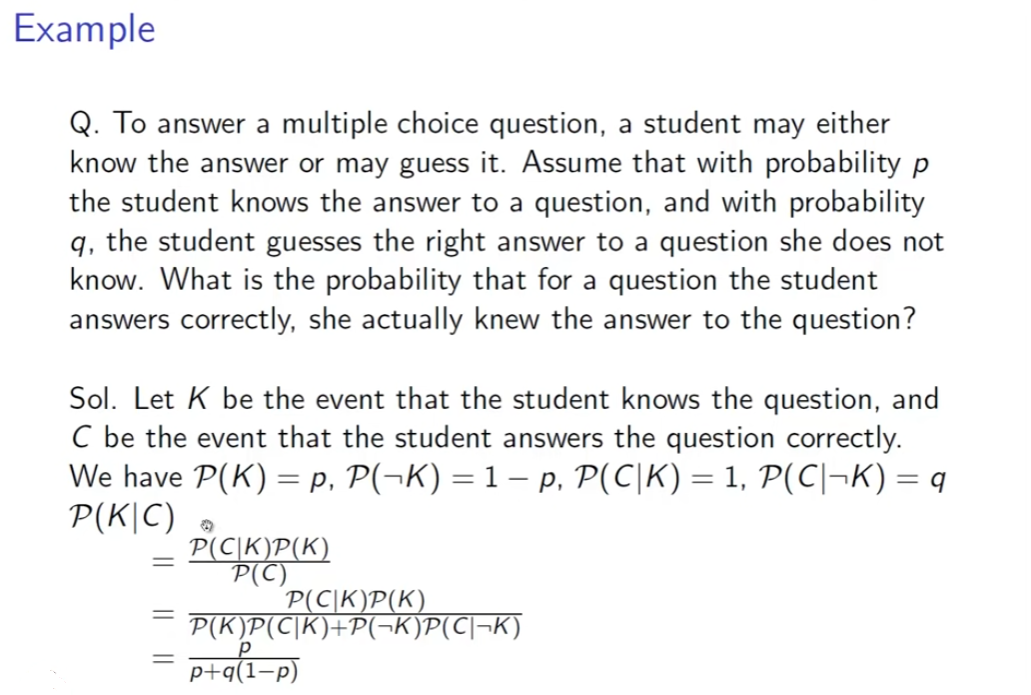 Example
Q. To answer a multiple choice question, a student may either
know the answer or may guess it. Assume that with probability p
the student knows the answer to a question, and with probability
q, the student guesses the right answer to a question she does not
know. What is the probability that for a question the student
answers correctly, she actually knew the answer to the question?
Sol. Let K be the event that the student knows the question, and
C be the event that the student answers the question correctly.
We have P(K) = p, P(¬K) = 1 − p, P(C|K) = 1, P(C|¬K) = q
P(K|C)
= P(C|K)P(K) / P(C)
= P(C|K)P(K) / P(K)P(C|K)+P(¬K)P(C|¬K)
= p / p+q(1−p)